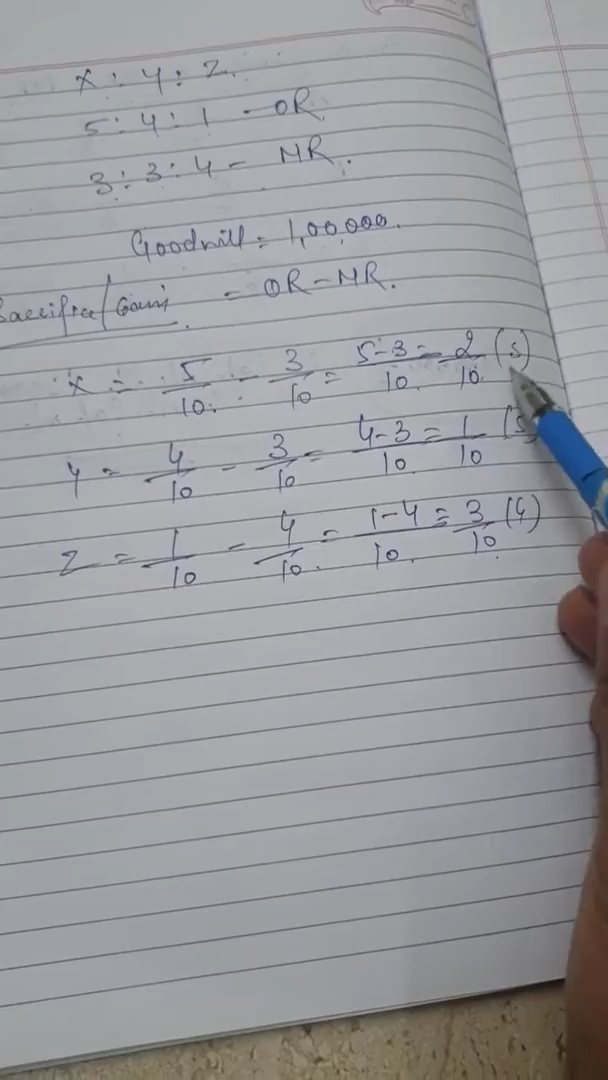 X : Y : Z.
5 : 4 : 1 - OR
3 : 3 : 4 - NR.
Goodwill = 1,00,000.
Sacrifice/Gain = OR - NR.
X = 5/10 - 3/10 = 5-3/10 = 2/10 (S)
Y = 4/10 - 3/10 = 4-3/10 = 1/10 (S)
Z = 1/10 - 4/10 = 1-4/10 = 3/10 (G)